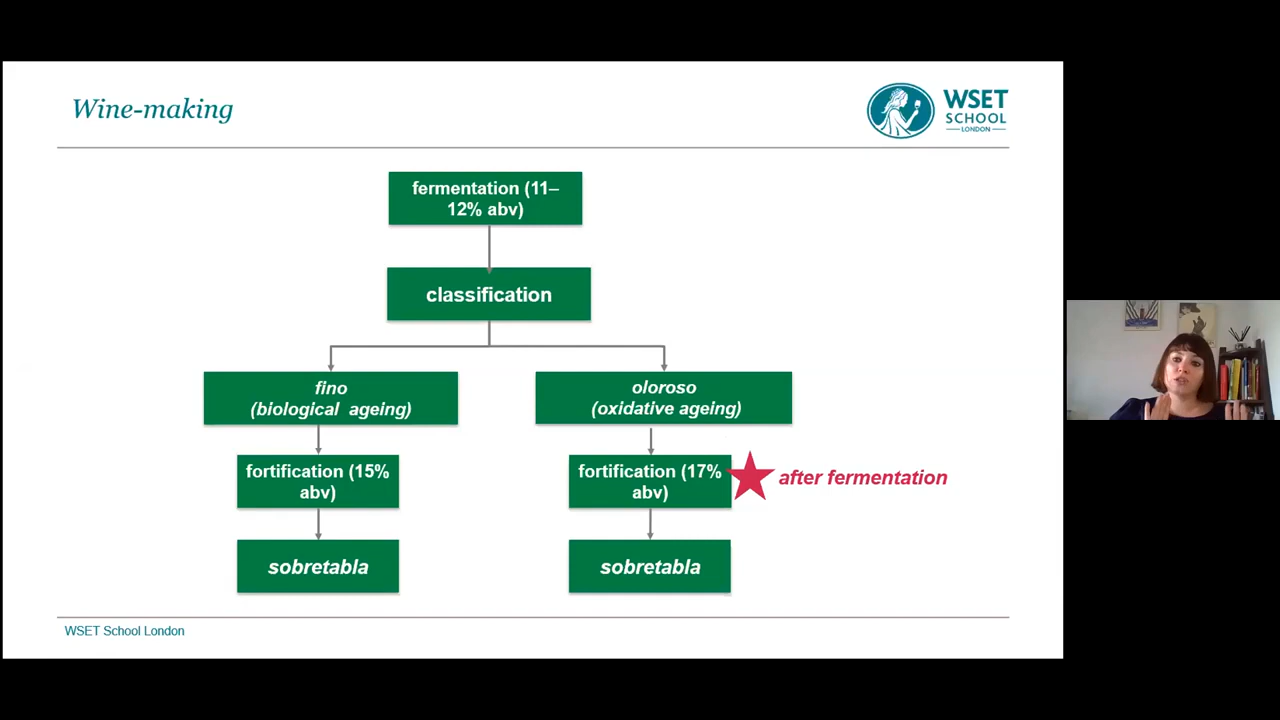 Wine-making
WSET
SCHOOL
LONDON
fermentation (11–
12% abv)
classification
fino
(biological ageing)
oloroso
(oxidative ageing)
fortification (15%
abv)
fortification (17%
abv)
after fermentation
sobretabla
sobretabla
WSET School London